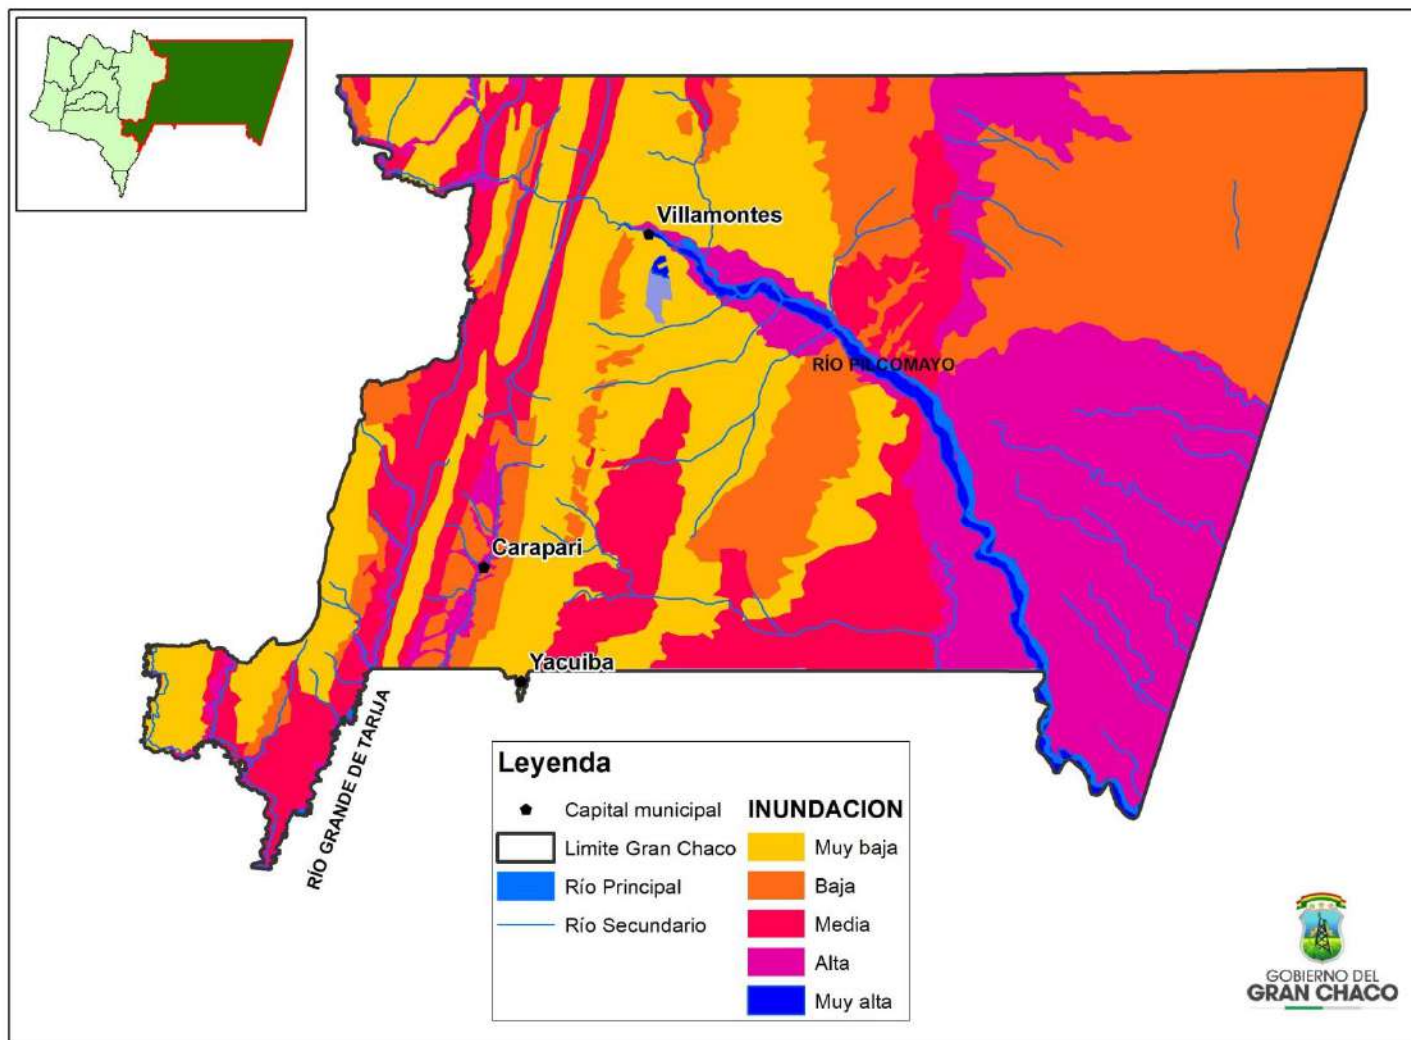 Villamontes
RÍO PILCOMAYO
Carapari
Yacuiba
RÍO GRANDE DE TARIJA
Leyenda
Capital municipal
Limite Gran Chaco
Río Principal
Río Secundario
INUNDACION
Muy baja
Baja
Media
Alta
Muy alta
GOBIERNO DEL
GRAN CHACO